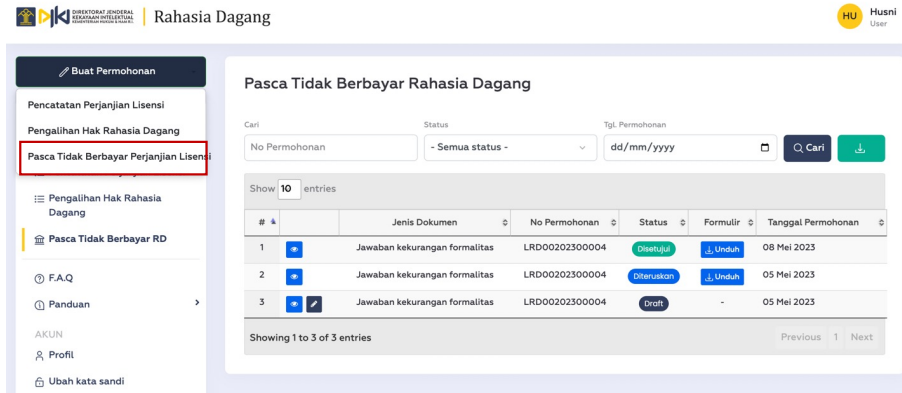 DIREKTORAT JENDERAL
KEKAYAAN INTELEKTUAL
KEMENTERIAN HUKUM & HAM R.I.
Rahasia Dagang
HU
Husni
User
Buat Permohonan
Pencatatan Perjanjian Lisensi
Pengalihan Hak Rahasia Dagang
Pasca Tidak Berbayar Perjanjian Lisensi
Pengalihan Hak Rahasia
Dagang
Pasca Tidak Berbayar RD
F.A.Q
Panduan
AKUN
Profil
Ubah kata sandi
Pasca Tidak Berbayar Rahasia Dagang
Cari Status Tgl. Permohonan
No Permohonan - Semua status - dd/mm/yyyy Cari
Show 10 entries
# Jenis Dokumen No Permohonan Status Formulir Tanggal Permohonan
1 Jawaban kekurangan formalitas LRD00202300004 Disetujui Unduh 08 Mei 2023
2 Jawaban kekurangan formalitas LRD00202300004 Diteruskan Unduh 05 Mei 2023
3 Jawaban kekurangan formalitas LRD00202300004 Draft - 05 Mei 2023
Showing 1 to 3 of 3 entries Previous 1 Next